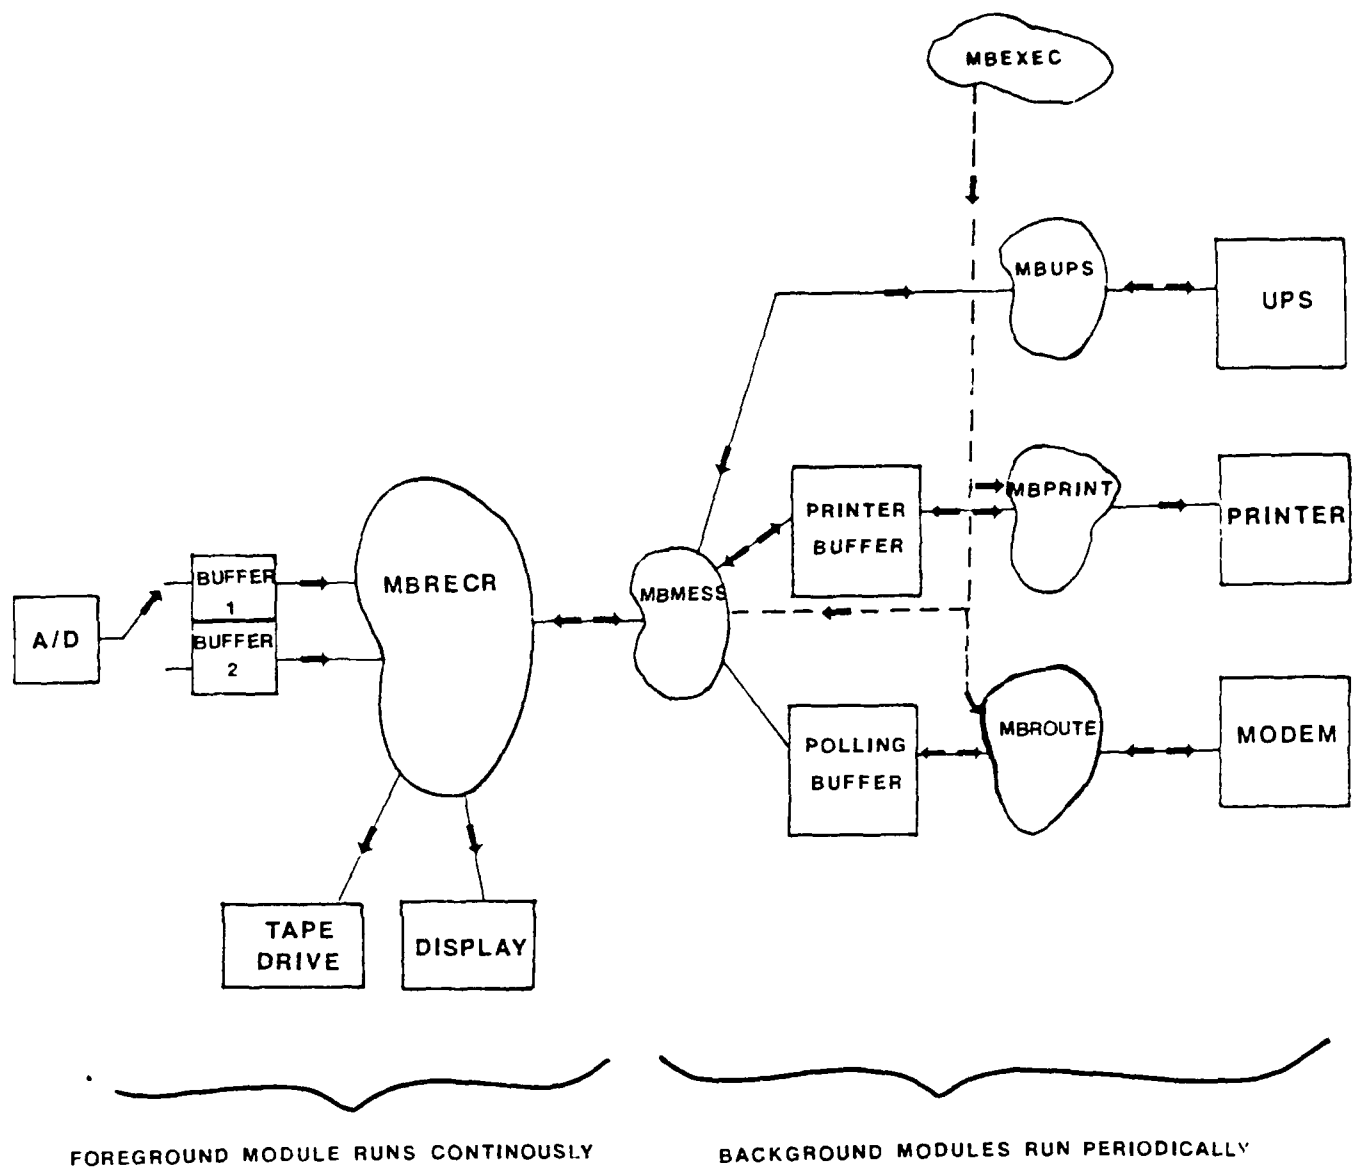 MBEXEC
MBUPS
UPS
PRINTER
BUFFER
MBPRINT
PRINTER
MBRECR
BUFFER
1
BUFFER
2
A/D
MBMESS
POLLING
BUFFER
MBROUTE
MODEM
TAPE
DRIVE
DISPLAY
FOREGROUND MODULE RUNS CONTINOUSLY
BACKGROUND MODULES RUN PERIODICALLY